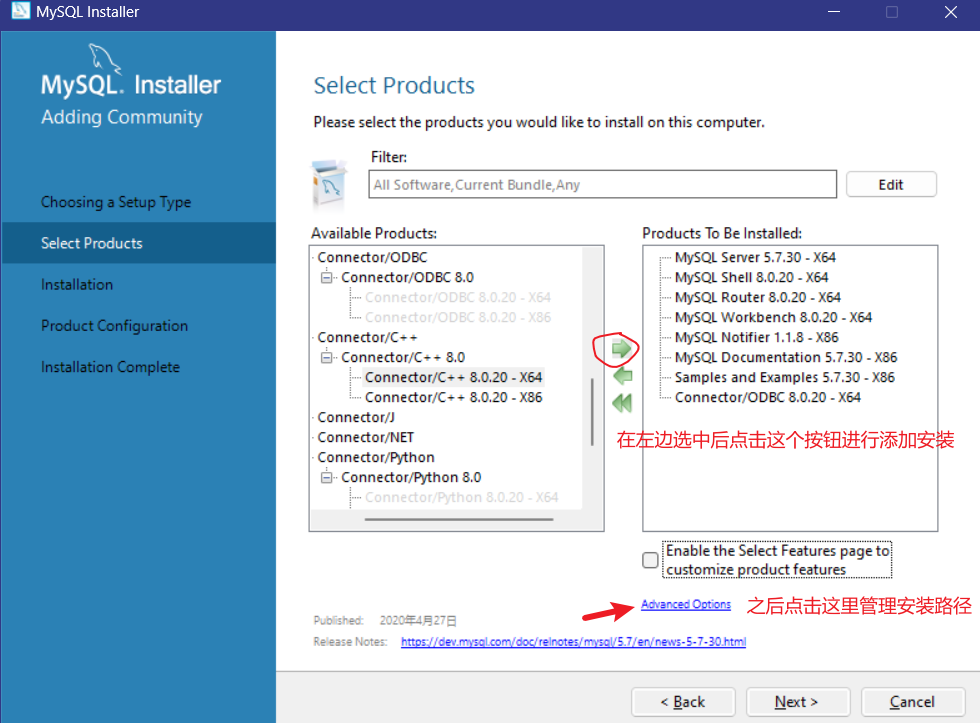 MySQL Installer
MySQL. Installer
Adding Community
Choosing a Setup Type
Select Products
Installation
Product Configuration
Installation Complete
Select Products
Please select the products you would like to install on this computer.
Filter:
All Software,Current Bundle,Any
Edit
Available Products:
Connector/ODBC
Connector/ODBC 8.0
Connector/ODBC 8.0.20 - X64
Connector/ODBC 8.0.20 - X86
Connector/C++
Connector/C++ 8.0
Connector/C++ 8.0.20 - X64
Connector/C++ 8.0.20 - X86
Connector/J
Connector/NET
Connector/Python
Connector/Python 8.0
Connector/Python 8.0.20 - X64
Products To Be Installed:
MySQL Server 5.7.30 - X64
MySQL Shell 8.0.20 - X64
MySQL Router 8.0.20 - X64
MySQL Workbench 8.0.20 - X64
MySQL Notifier 1.1.8 - X86
MySQL Documentation 5.7.30 - X86
Samples and Examples 5.7.30 - X86
Connector/ODBC 8.0.20 - X64
在左边选中后点击这个按钮进行添加安装
Enable the Select Features page to
customize product features
Advanced Options
之后点击这里管理安装路径
Published: 2020年4月27日
Release Notes: https://dev.mysql.com/doc/relnotes/mysql/5.7/en/news-5-7-30.html
< Back
Next >
Cancel